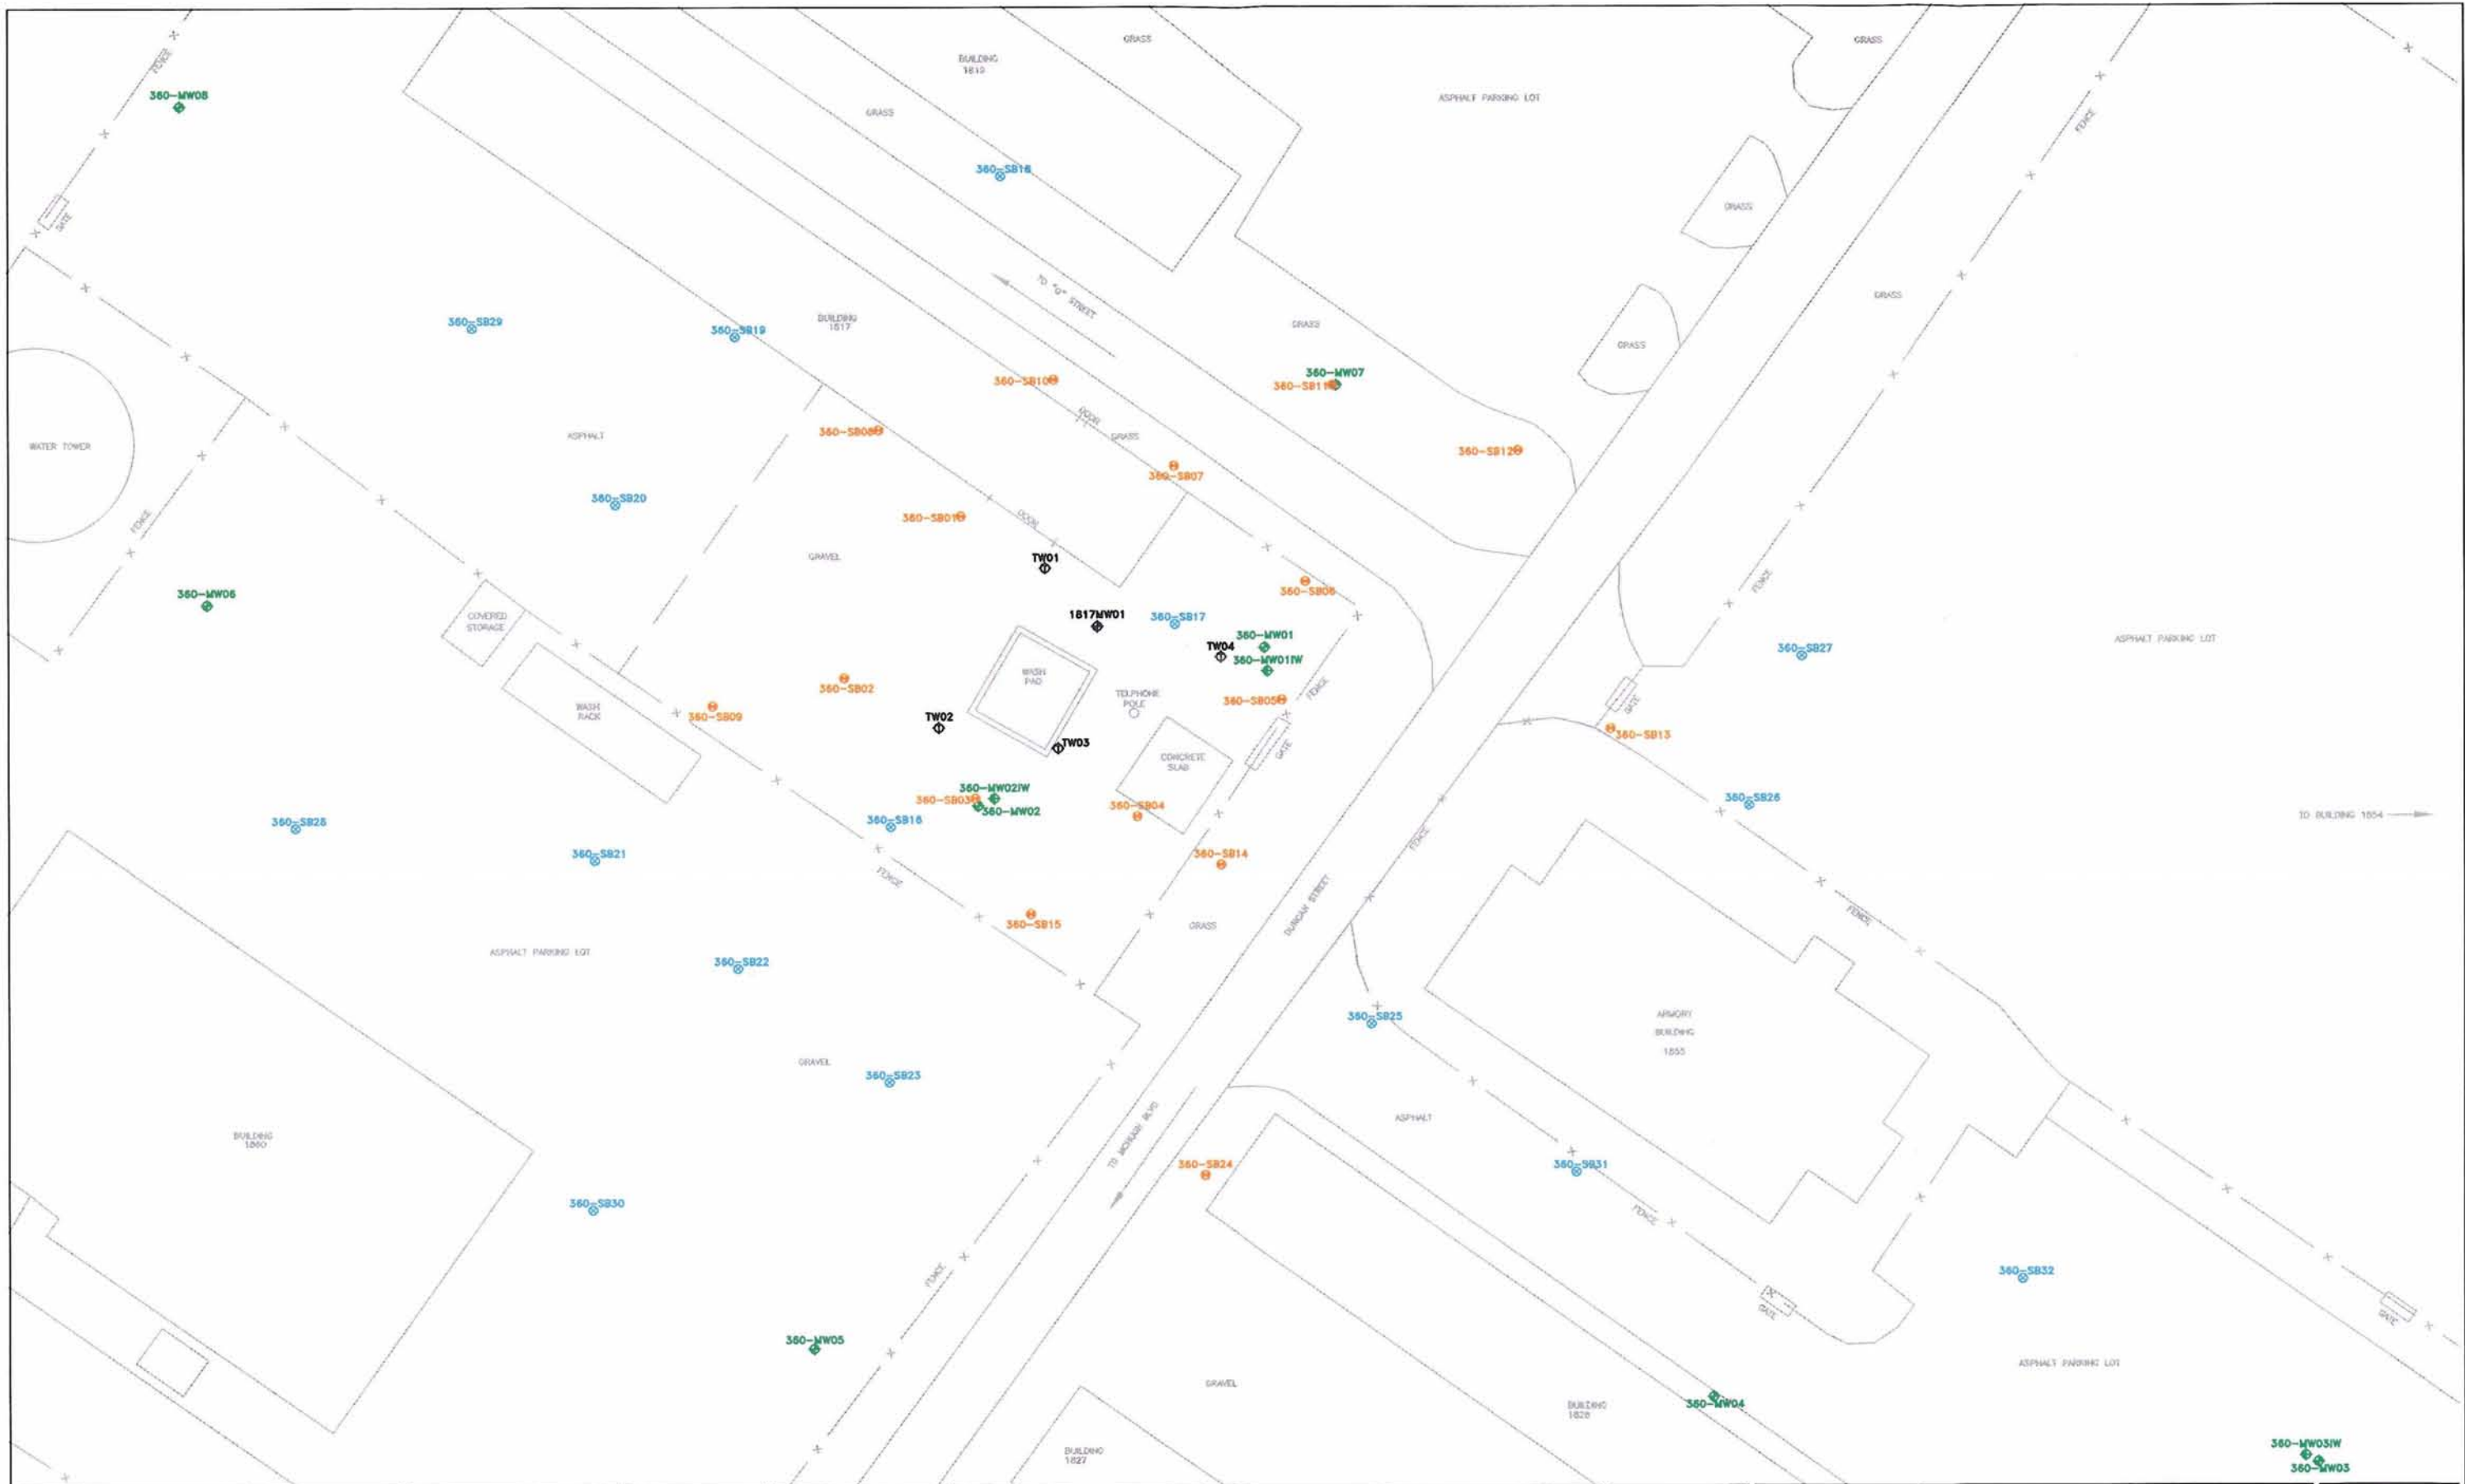 GRASS
GRASS
FENCE
BUILDING
1819
360-MW08
ASPHALT PARKING LOT
GRASS
FENCE
360-SB18
GATE
GRASS
TO "G" STREET
GRASS
360-SB29
360-SB19
BUILDING
1817
GRASS
GRASS
360-MW07
360-SB10
360-SB11
DOOR
GRASS
360-SB08
ASPHALT
WATER TOWER
360-SB12
360-SB07
360-SB20
FENCE
360-SB01
DOOR
GRAVEL
TW01
FENCE
360-SB06
360-MW06
COVERED
STORAGE
1817MW01
360-SB17
360-MW01
TW04
360-MW01IW
360-SB27
ASPHALT PARKING LOT
WASH
PAD
360-SB02
TELPHONE
POLE
FENCE
360-SB05
GATE
WASH
RACK
360-SB09
TW02
360-SB13
TW03
GATE
CONCRETE
SLAB
360-MW02IW
360-SB03
360-MW02
360-SB04
360-SB26
TO BUILDING 1854
360-SB28
360-SB16
FENCE
360-SB21
360-SB14
FENCE
DUNCAN STREET
FENCE
360-SB15
GRASS
ASPHALT PARKING LOT
360-SB22
360-SB25
ARMORY
BUILDING
1855
GRAVEL
360-SB23
ASPHALT
BUILDING
1860
TO BLVD
360-SB24
360-SB31
360-SB30
FENCE
FENCE
360-SB32
GATE
GATE
360-MW05
ASPHALT PARKING LOT
GRAVEL
BUILDING
1826
360-MW04
BUILDING
1827
360-MW03IW
360-MW03